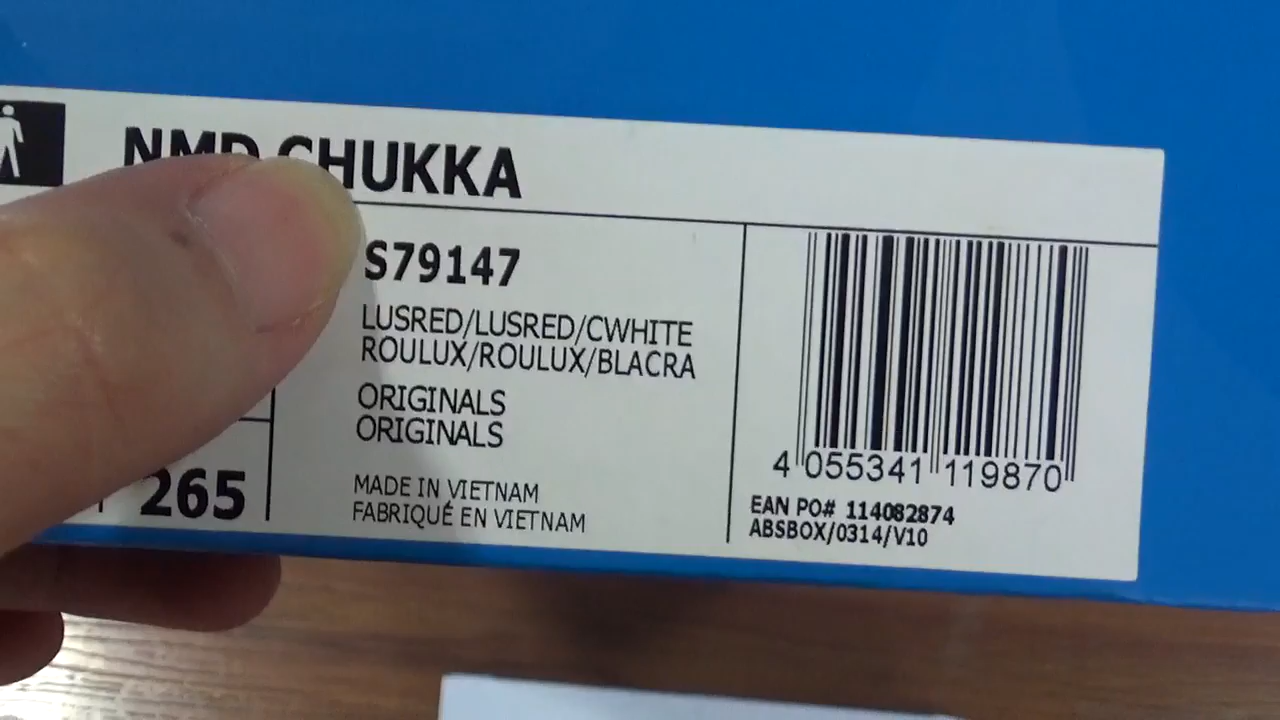 NMD CHUKKA
S79147
LUSRED/LUSRED/CWHITE
ROULUX/ROULUX/BLACRA
ORIGINALS
ORIGINALS
265
MADE IN VIETNAM
FABRIQUÉ EN VIETNAM
4 055341 119870
EAN PO# 114082874
ABSBOX/0314/V10